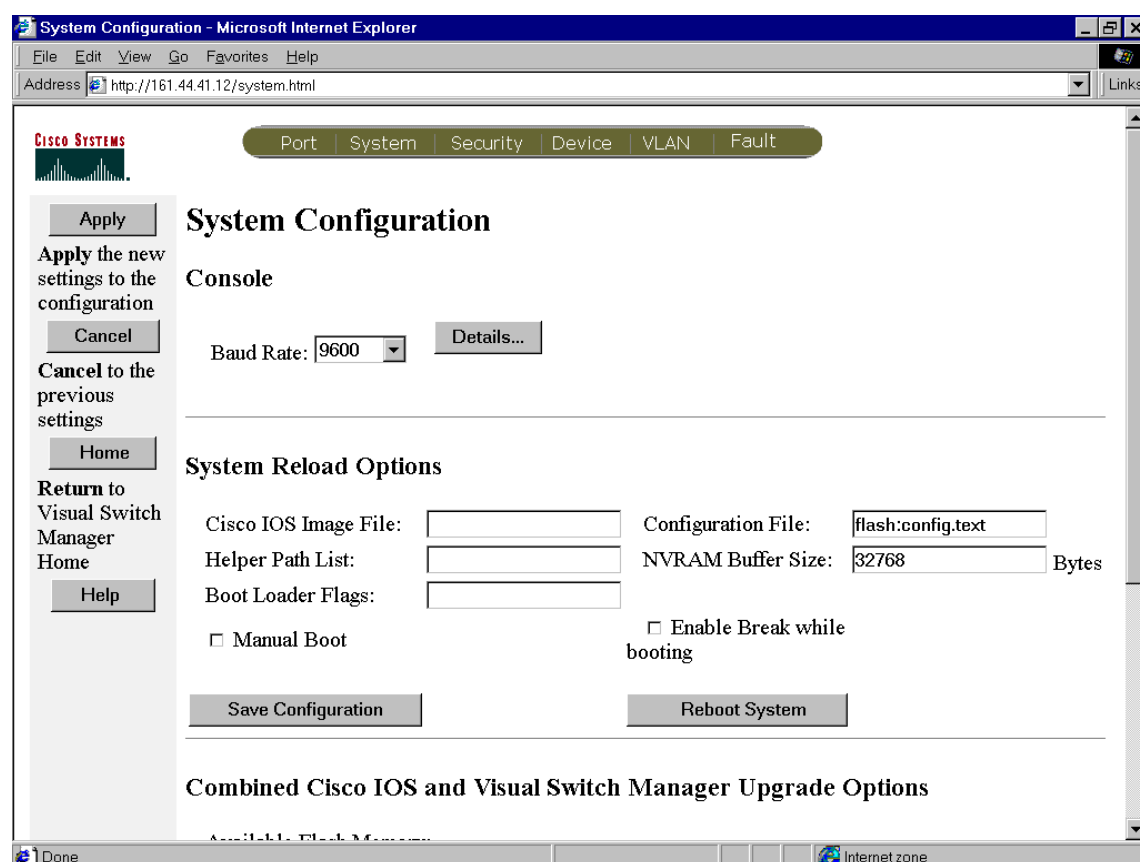 System Configuration - Microsoft Internet Explorer
File Edit View Go Favorites Help
Address http://161.44.41.12/system.html Links
CISCO SYSTEMS
Port System Security Device VLAN Fault
Apply
Apply the new
settings to the
configuration
Cancel
Cancel to the
previous
settings
Home
Return to
Visual Switch
Manager
Home
Help
System Configuration
Console
Baud Rate: 9600 Details...
System Reload Options
Cisco IOS Image File: Configuration File: flash:config.text
Helper Path List: NVRAM Buffer Size: 32768 Bytes
Boot Loader Flags:
Manual Boot Enable Break while
booting
Save Configuration Reboot System
Combined Cisco IOS and Visual Switch Manager Upgrade Options
Available Flash Memory:
Done Internet zone